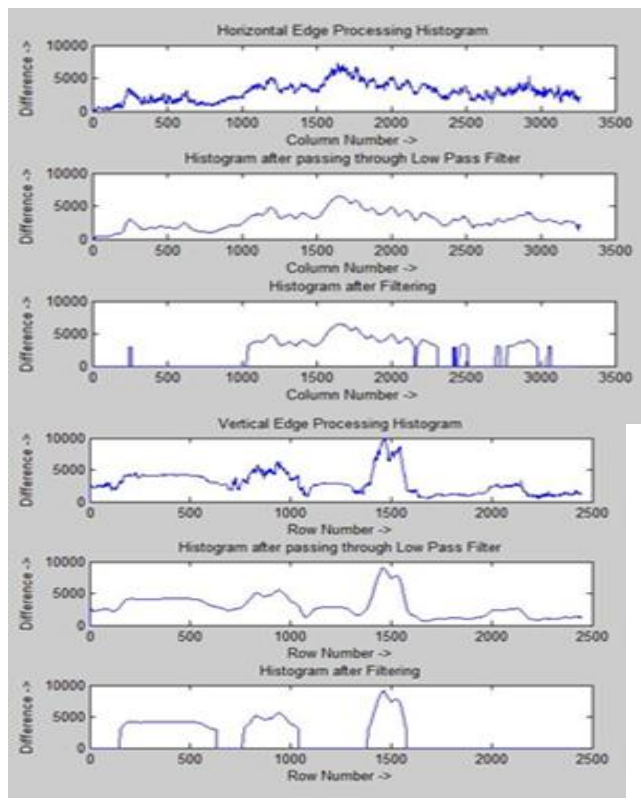 Horizontal Edge Processing Histogram
Difference ->
10000
5000
0
0 500 1000 1500 2000 2500 3000 3500
Column Number ->
Histogram after passing through Low Pass Filter
Difference ->
10000
5000
0
0 500 1000 1500 2000 2500 3000 3500
Column Number ->
Histogram after Filtering
Difference ->
10000
5000
0
0 500 1000 1500 2000 2500 3000 3500
Column Number ->
Vertical Edge Processing Histogram
Difference ->
10000
5000
0
0 500 1000 1500 2000 2500
Row Number ->
Histogram after passing through Low Pass Filter
Difference ->
10000
5000
0
0 500 1000 1500 2000 2500
Row Number ->
Histogram after Filtering
Difference ->
10000
5000
0
0 500 1000 1500 2000 2500
Row Number ->